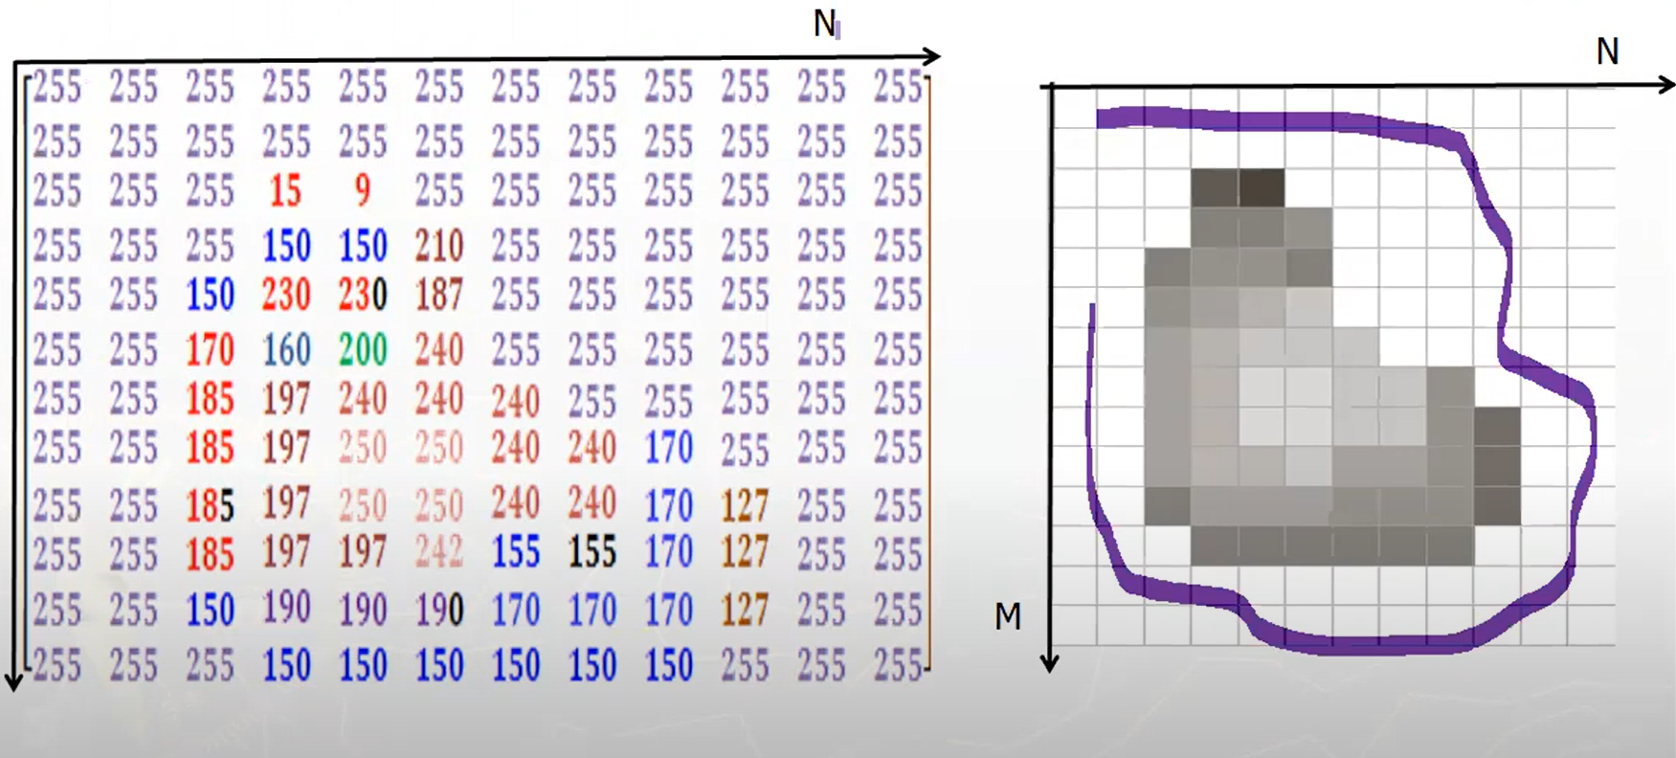 N
255 255 255 255 255 255 255 255 255 255 255 255
255 255 255 255 255 255 255 255 255 255 255 255
255 255 255 15 9 255 255 255 255 255 255 255
255 255 255 150 150 210 255 255 255 255 255 255
255 255 150 230 230 187 255 255 255 255 255 255
255 255 170 160 200 240 255 255 255 255 255 255
255 255 185 197 240 240 240 255 255 255 255 255
255 255 185 197 250 250 240 240 170 255 255 255
255 255 185 197 250 250 240 240 170 127 255 255
255 255 185 197 197 242 155 155 170 127 255 255
255 255 150 190 190 190 170 170 170 127 255 255
255 255 255 150 150 150 150 150 150 255 255 255
N
M